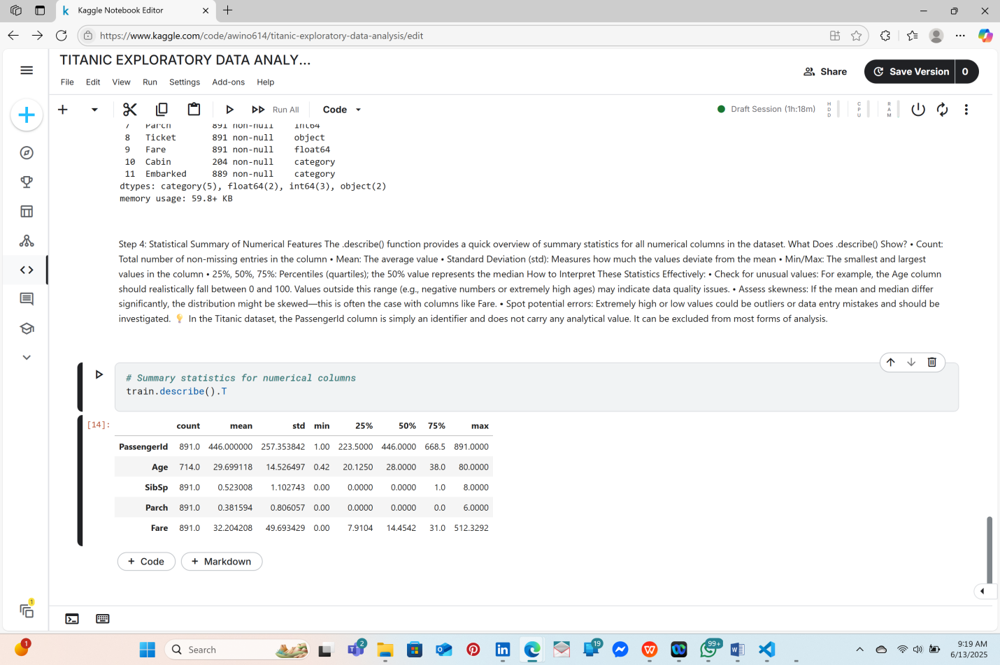 Kaggle Notebook Editor
https://www.kaggle.com/code/awino614/titanic-exploratory-data-analysis/edit
TITANIC EXPLORATORY DATA ANALY...
Share
Save Version
0
File Edit View Run Settings Add-ons Help
Run All
Code
Draft Session (1h:18m)
HDD
CPU
RAM
7 Parch 891 non-null int64
8 Ticket 891 non-null object
9 Fare 891 non-null float64
10 Cabin 204 non-null category
11 Embarked 889 non-null category
dtypes: category(5), float64(2), int64(3), object(2)
memory usage: 59.8+ KB
Step 4: Statistical Summary of Numerical Features The .describe() function provides a quick overview of summary statistics for all numerical columns in the dataset. What Does .describe() Show? • Count:
Total number of non-missing entries in the column • Mean: The average value • Standard Deviation (std): Measures how much the values deviate from the mean • Min/Max: The smallest and largest
values in the column • 25%, 50%, 75%: Percentiles (quartiles); the 50% value represents the median How to Interpret These Statistics Effectively: • Check for unusual values: For example, the Age column
should realistically fall between 0 and 100. Values outside this range (e.g., negative numbers or extremely high ages) may indicate data quality issues. • Assess skewness: If the mean and median differ
significantly, the distribution might be skewed—this is often the case with columns like Fare. • Spot potential errors: Extremely high or low values could be outliers or data entry mistakes and should be
investigated. 💡 In the Titanic dataset, the PassengerId column is simply an identifier and does not carry any analytical value. It can be excluded from most forms of analysis.
# Summary statistics for numerical columns
train.describe().T
[14]:
count mean std min 25% 50% 75% max
PassengerId 891.0 446.000000 257.353842 1.00 223.5000 446.0000 668.5 891.0000
Age 714.0 29.699118 14.526497 0.42 20.1250 28.0000 38.0 80.0000
SibSp 891.0 0.523008 1.102743 0.00 0.0000 0.0000 1.0 8.0000
Parch 891.0 0.381594 0.806057 0.00 0.0000 0.0000 0.0 6.0000
Fare 891.0 32.204208 49.693429 0.00 7.9104 14.4542 31.0 512.3292
+ Code
+ Markdown
1
1
Search
2
19
99+
9:19 AM
6/13/2025